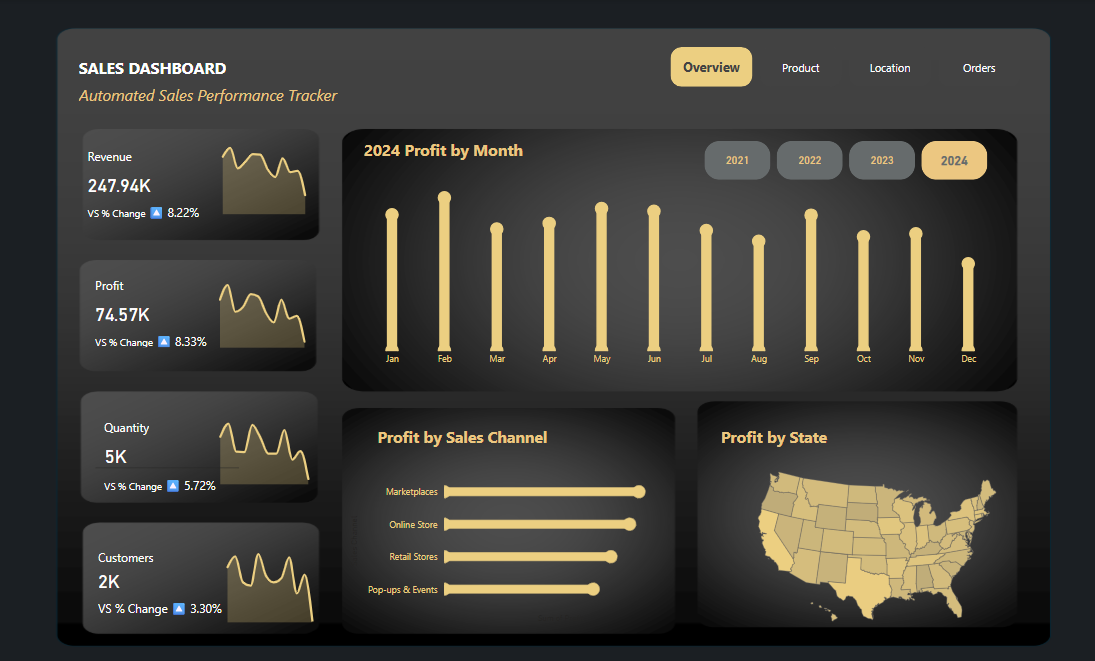 SALES DASHBOARD
Automated Sales Performance Tracker
Overview
Product
Location
Orders
Revenue
247.94K
VS % Change 🔼 8.22%
Profit
74.57K
VS % Change 🔼 8.33%
Quantity
5K
VS % Change 🔼 5.72%
Customers
2K
VS % Change 🔼 3.30%
2024 Profit by Month
2021
2022
2023
2024
Jan Feb Mar Apr May Jun Jul Aug Sep Oct Nov Dec
Profit by Sales Channel
Marketplaces
Online Store
Retail Stores
Pop-ups & Events
Profit by State